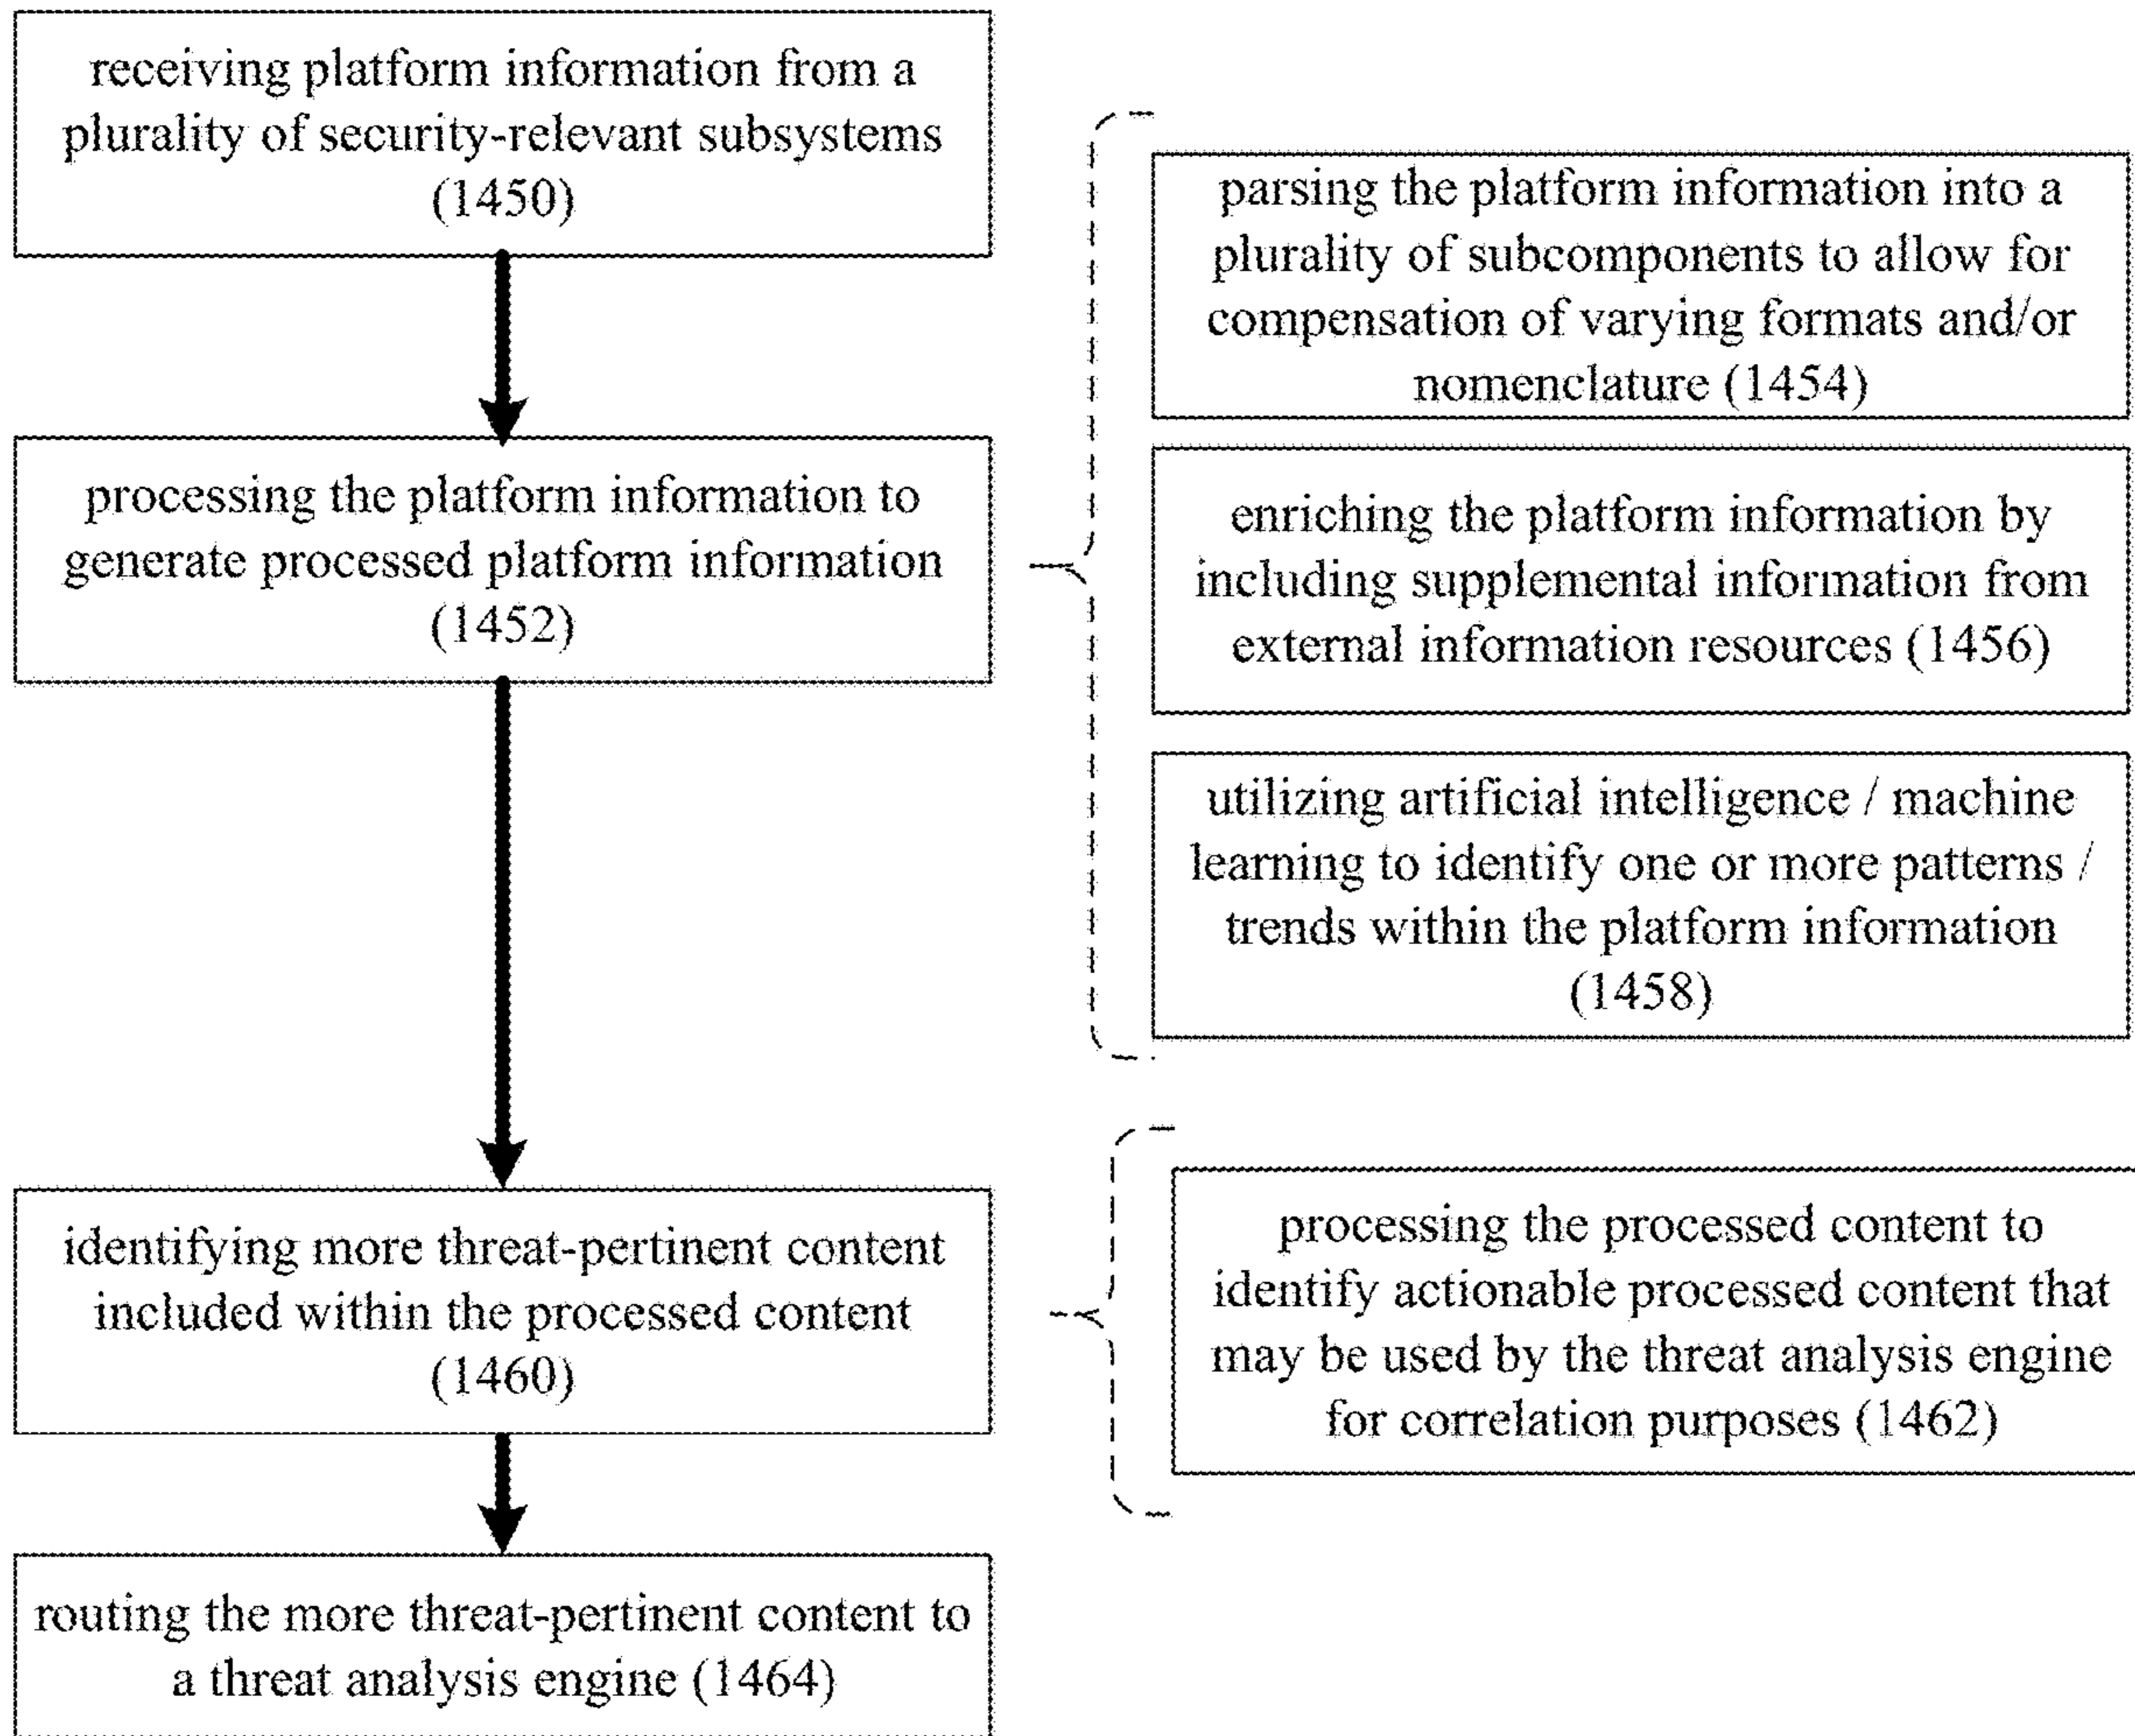 receiving platform information from a
plurality of security-relevant subsystems
(1450)
processing the platform information to
generate processed platform information
(1452)
parsing the platform information into a
plurality of subcomponents to allow for
compensation of varying formats and/or
nomenclature (1454)
enriching the platform information by
including supplemental information from
external information resources (1456)
utilizing artificial intelligence / machine
learning to identify one or more patterns /
trends within the platform information
(1458)
identifying more threat-pertinent content
included within the processed content
(1460)
processing the processed content to
identify actionable processed content that
may be used by the threat analysis engine
for correlation purposes (1462)
routing the more threat-pertinent content to
a threat analysis engine (1464)